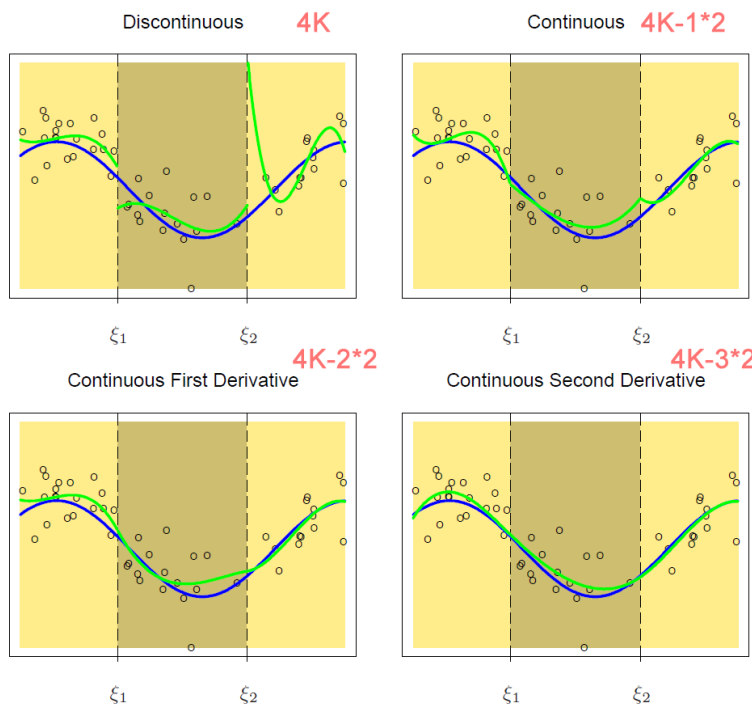 Discontinuous 4K
Continuous 4K-1*2
ξ1 ξ2
ξ1 ξ2
4K-2*2
4K-3*2
Continuous First Derivative
Continuous Second Derivative
ξ1 ξ2
ξ1 ξ2